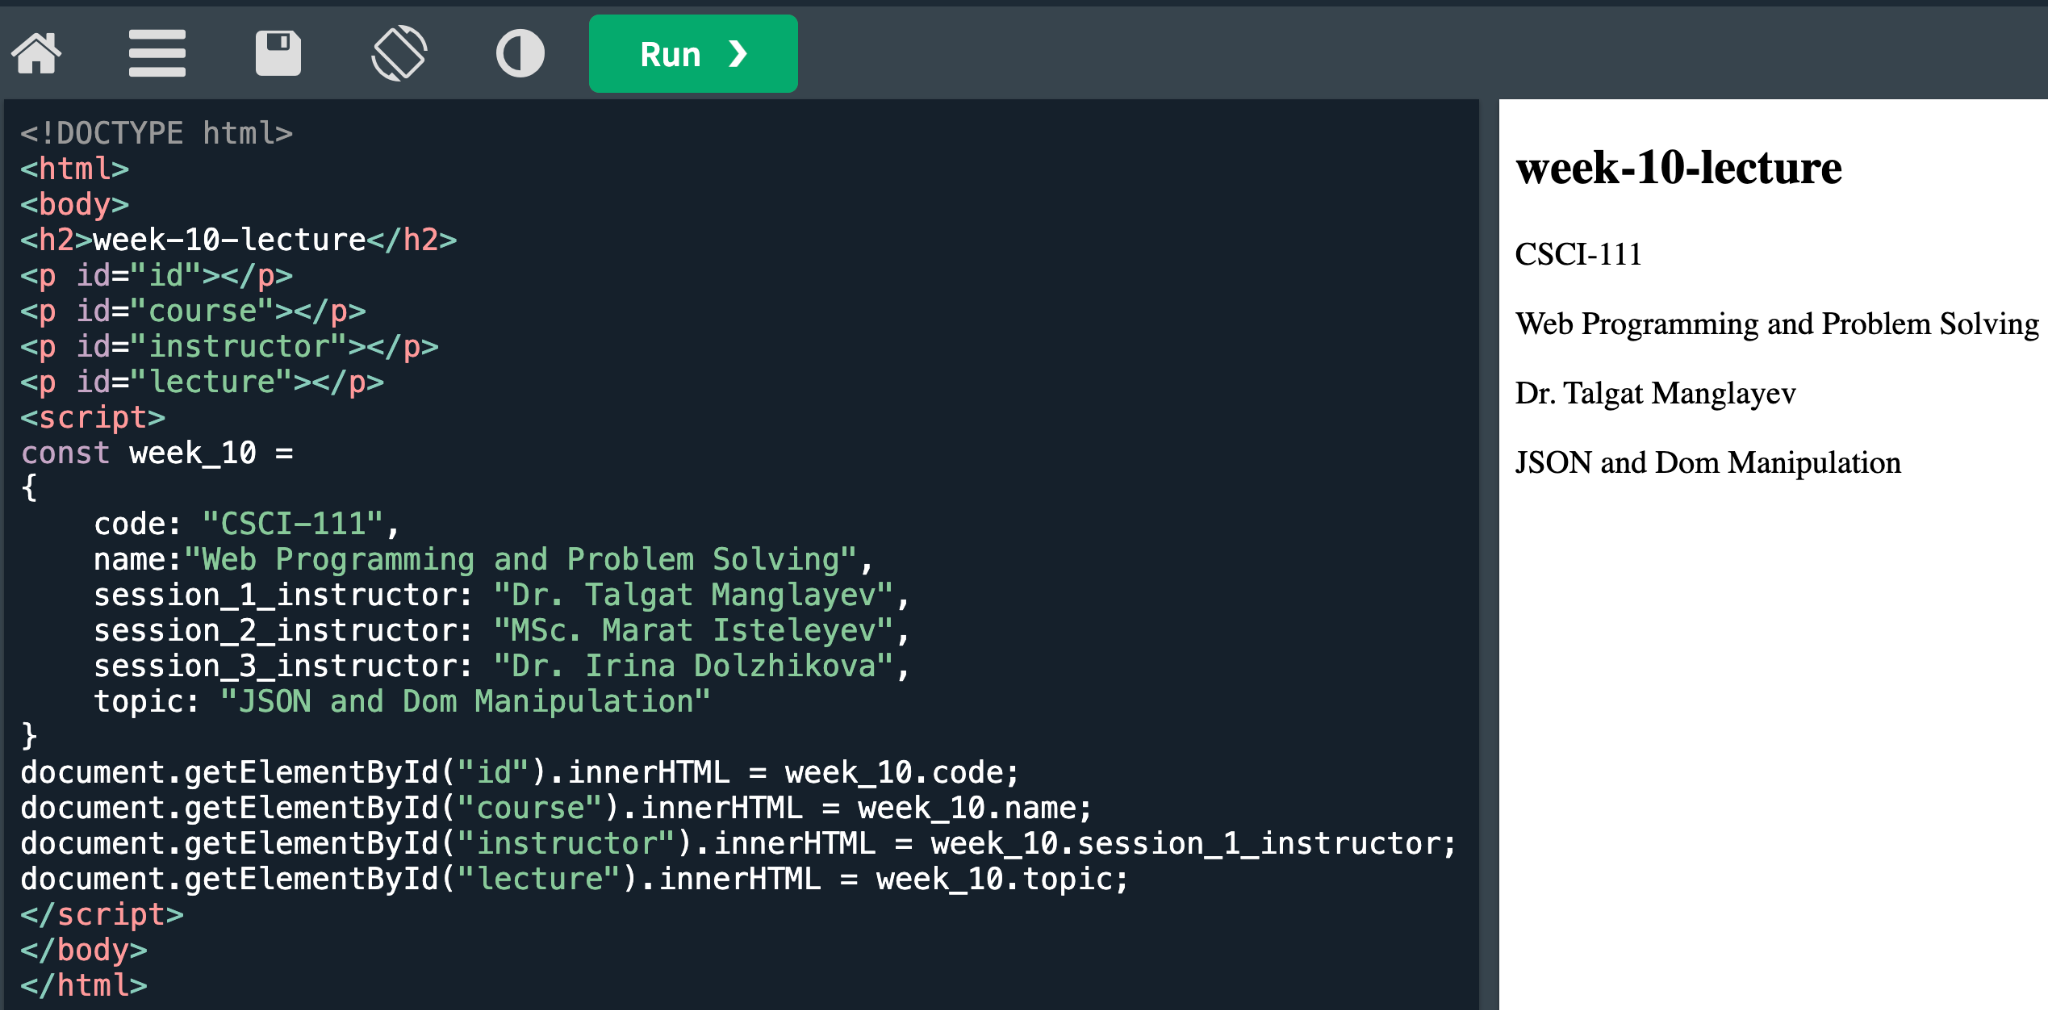 Run ❯
<!DOCTYPE html>
<html>
<body>
<h2>week-10-lecture</h2>
<p id="id"></p>
<p id="course"></p>
<p id="instructor"></p>
<p id="lecture"></p>
<script>
const week_10 =
{
    code: "CSCI-111",
    name:"Web Programming and Problem Solving",
    session_1_instructor: "Dr. Talgat Manglayev",
    session_2_instructor: "MSc. Marat Isteleyev",
    session_3_instructor: "Dr. Irina Dolzhikova",
    topic: "JSON and Dom Manipulation"
}
document.getElementById("id").innerHTML = week_10.code;
document.getElementById("course").innerHTML = week_10.name;
document.getElementById("instructor").innerHTML = week_10.session_1_instructor;
document.getElementById("lecture").innerHTML = week_10.topic;
</script>
</body>
</html>
week-10-lecture
CSCI-111
Web Programming and Problem Solving
Dr. Talgat Manglayev
JSON and Dom Manipulation